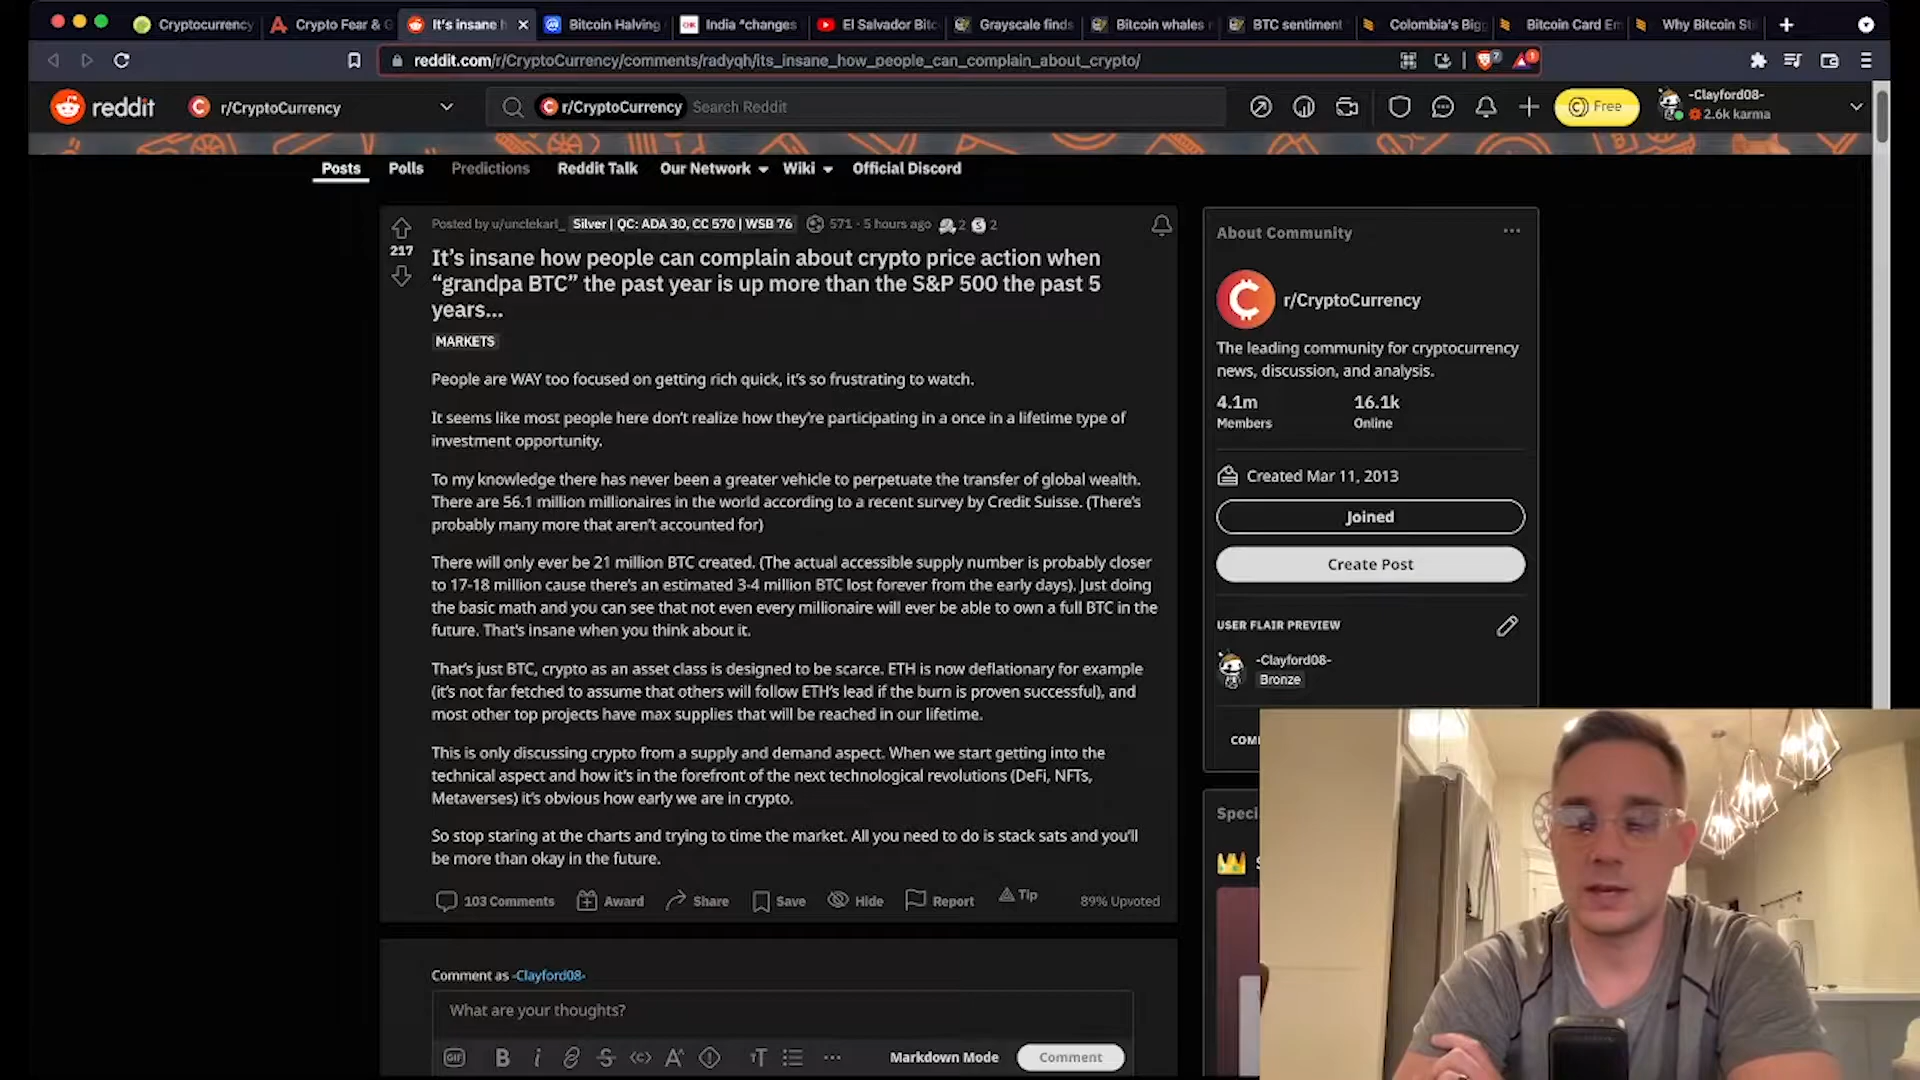 Cryptocurrency
Crypto Fear & G
It's insane h
Bitcoin Halving
India "changes
El Salvador Bitc
Grayscale finds
Bitcoin whales
BTC sentiment
Colombia's Bigg
Bitcoin Card Em
Why Bitcoin Sti
reddit.com/r/CryptoCurrency/comments/radyqh/its_insane_how_people_can_complain_about_crypto/
7
1
reddit
r/CryptoCurrency
r/CryptoCurrency
Search Reddit
Free
-Clayford08-
2.6k karma
Posts
Polls
Predictions
Reddit Talk
Our Network
Wiki
Official Discord
217
Posted by u/unclekarl_ Silver | QC: ADA 30, CC 570 | WSB 76 571 · 5 hours ago 2 2
It's insane how people can complain about crypto price action when
“grandpa BTC” the past year is up more than the S&P 500 the past 5
years...
MARKETS
People are WAY too focused on getting rich quick, it's so frustrating to watch.
It seems like most people here don't realize how they're participating in a once in a lifetime type of
investment opportunity.
To my knowledge there has never been a greater vehicle to perpetuate the transfer of global wealth.
There are 56.1 million millionaires in the world according to a recent survey by Credit Suisse. (There's
probably many more that aren't accounted for)
There will only ever be 21 million BTC created. (The actual accessible supply number is probably closer
to 17-18 million cause there's an estimated 3-4 million BTC lost forever from the early days). Just doing
the basic math and you can see that not even every millionaire will ever be able to own a full BTC in the
future. That's insane when you think about it.
That's just BTC, crypto as an asset class is designed to be scarce. ETH is now deflationary for example
(it's not far fetched to assume that others will follow ETH's lead if the burn is proven successful), and
most other top projects have max supplies that will be reached in our lifetime.
This is only discussing crypto from a supply and demand aspect. When we start getting into the
technical aspect and how it's in the forefront of the next technological revolutions (DeFi, NFTs,
Metaverses) it's obvious how early we are in crypto.
So stop staring at the charts and trying to time the market. All you need to do is stack sats and you'll
be more than okay in the future.
103 Comments
Award
Share
Save
Hide
Report
Tip
89% Upvoted
Comment as -Clayford08-
What are your thoughts?
GIF
Markdown Mode
Comment
About Community
r/CryptoCurrency
The leading community for cryptocurrency
news, discussion, and analysis.
4.1m
Members
16.1k
Online
Created Mar 11, 2013
Joined
Create Post
USER FLAIR PREVIEW
-Clayford08-
Bronze
COM
Speci